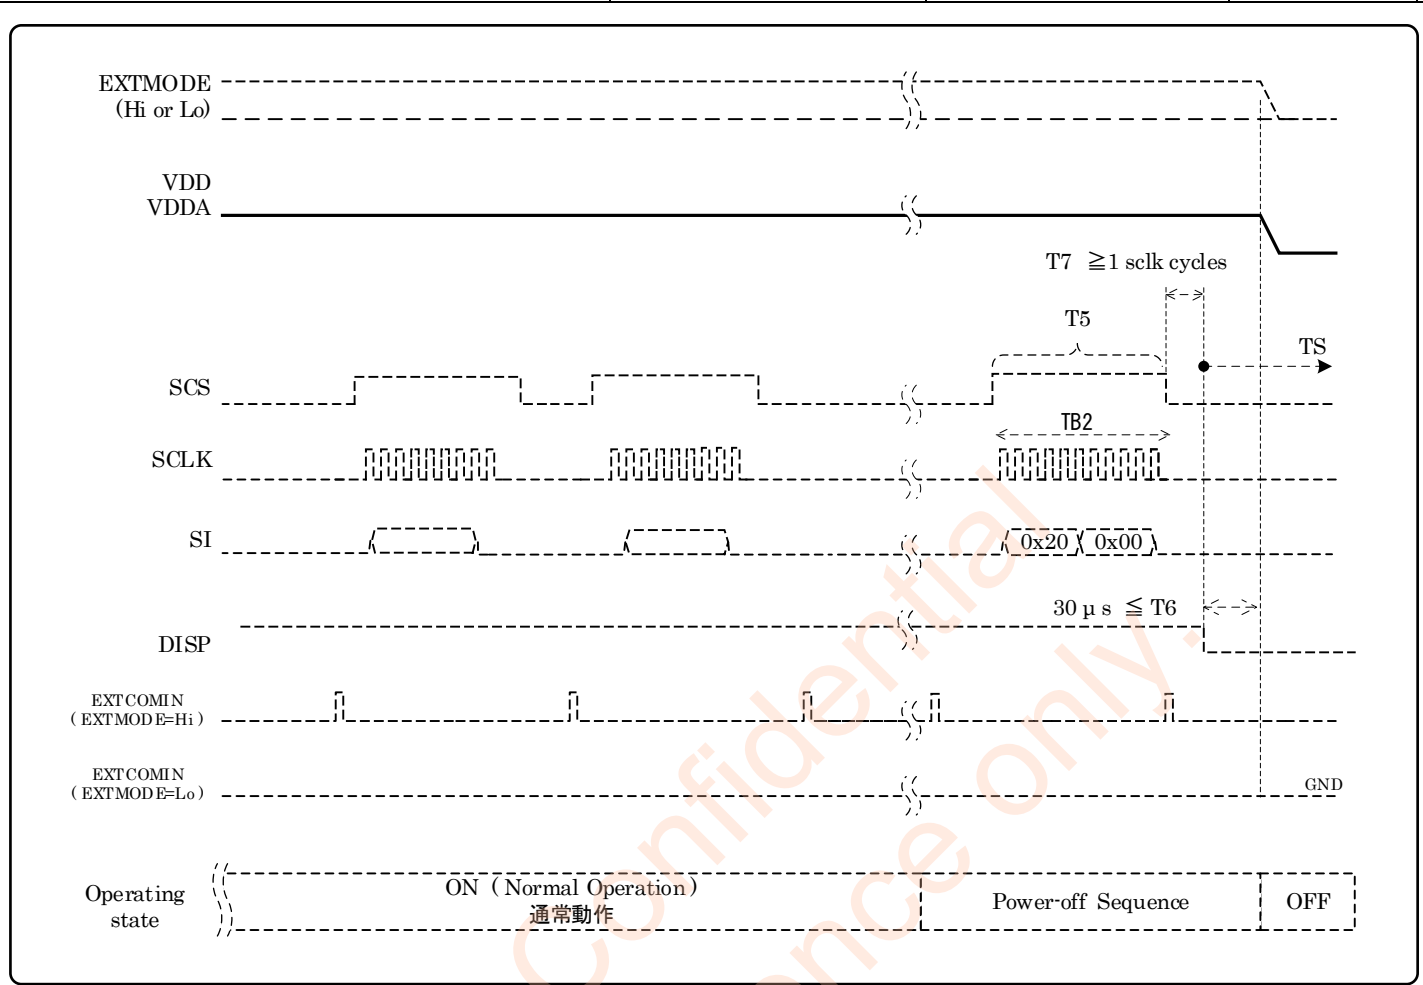 EXTMODE
(Hi or Lo)
VDD
VDDA
T7 ≧1 sclk cycles
T5
TS
SCS
TB2
SCLK
SI
0x20
0x00
30 μ s ≦ T6
DISP
EXTCOMIN
( EXTMODE=Hi )
EXTCOMIN
( EXTMODE=Lo )
GND
Operating
state
ON ( Normal Operation )
通常動作
Power-off Sequence
OFF
Confidential
only.